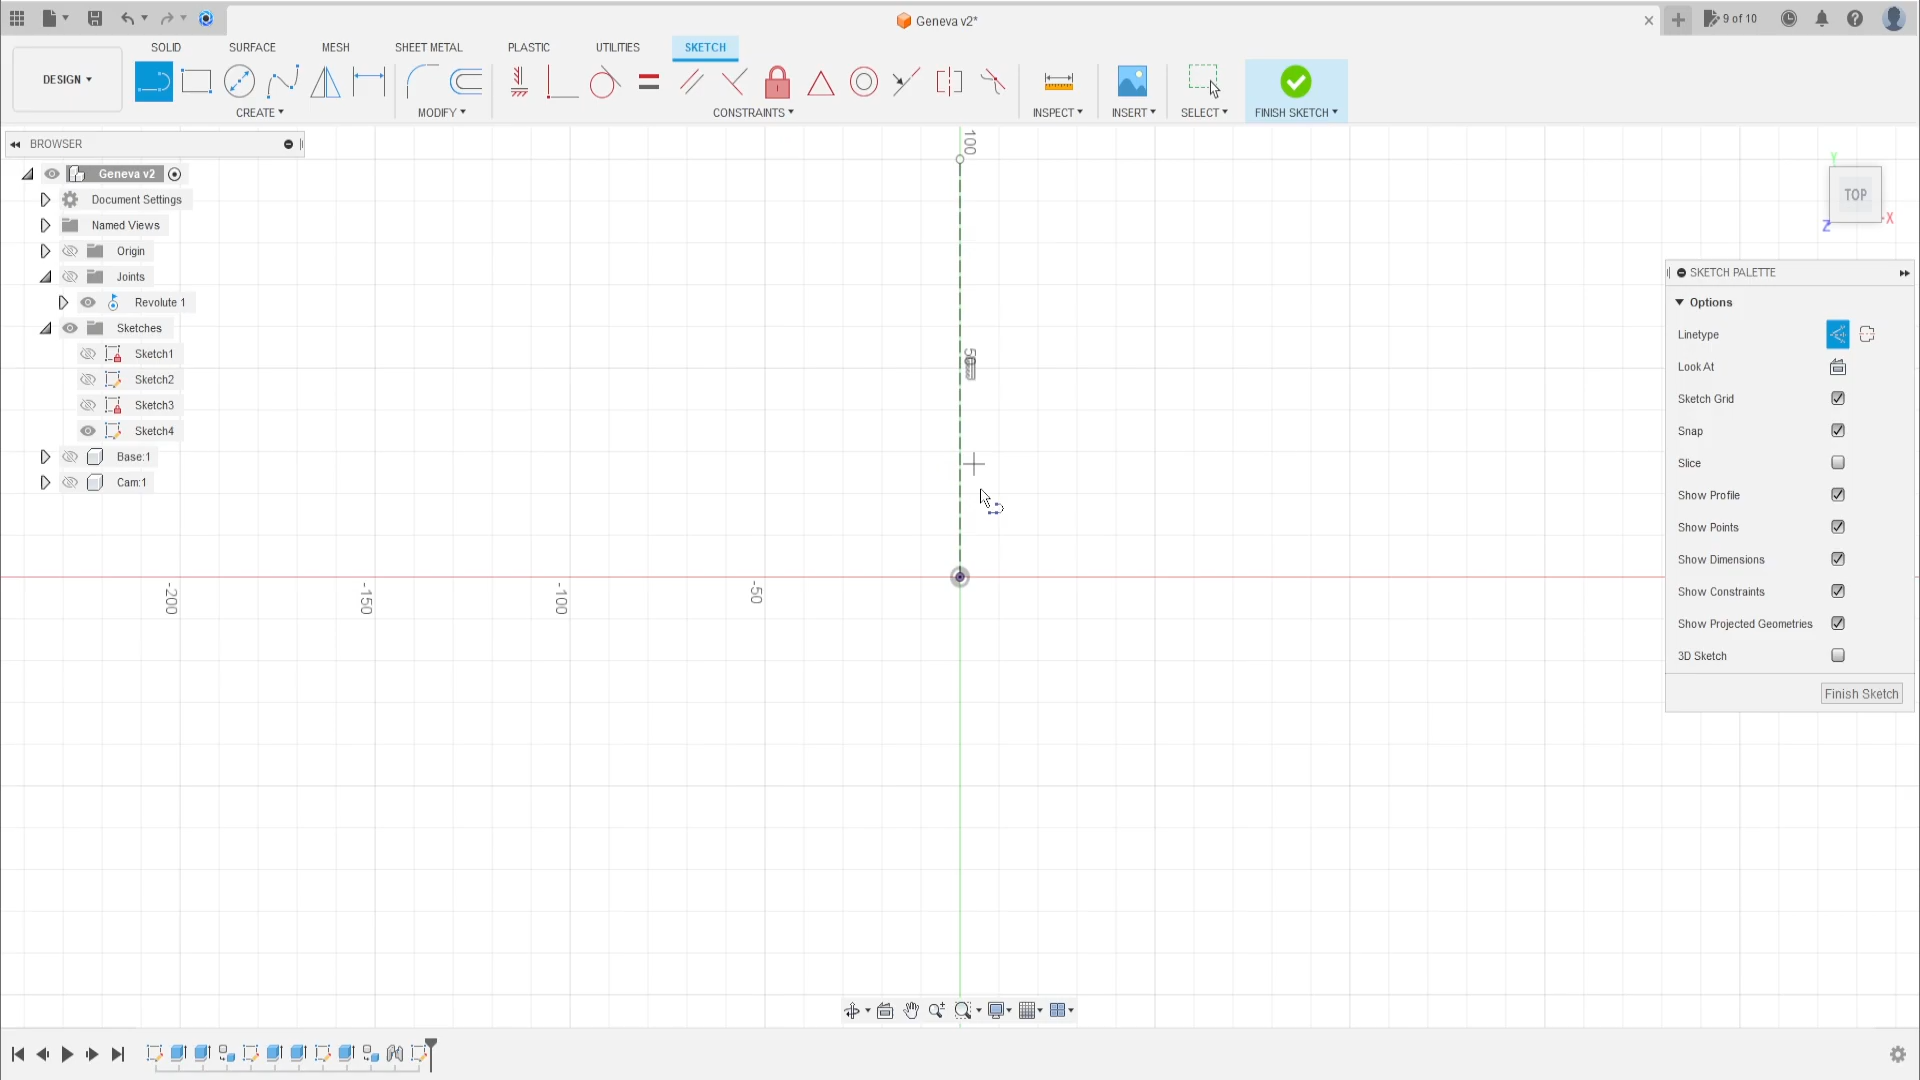 Geneva v2*
9 of 10
SOLID
SURFACE
MESH
SHEET METAL
PLASTIC
UTILITIES
SKETCH
DESIGN
CREATE
MODIFY
CONSTRAINTS
INSPECT
INSERT
SELECT
FINISH SKETCH
BROWSER
Geneva v2
Document Settings
Named Views
Origin
Joints
Revolute 1
Sketches
Sketch1
Sketch2
Sketch3
Sketch4
Base:1
Cam:1
100
-200
-150
-100
-50
Y
TOP
X
Z
SKETCH PALETTE
Options
Linetype
Look At
Sketch Grid
Snap
Slice
Show Profile
Show Points
Show Dimensions
Show Constraints
Show Projected Geometries
3D Sketch
Finish Sketch